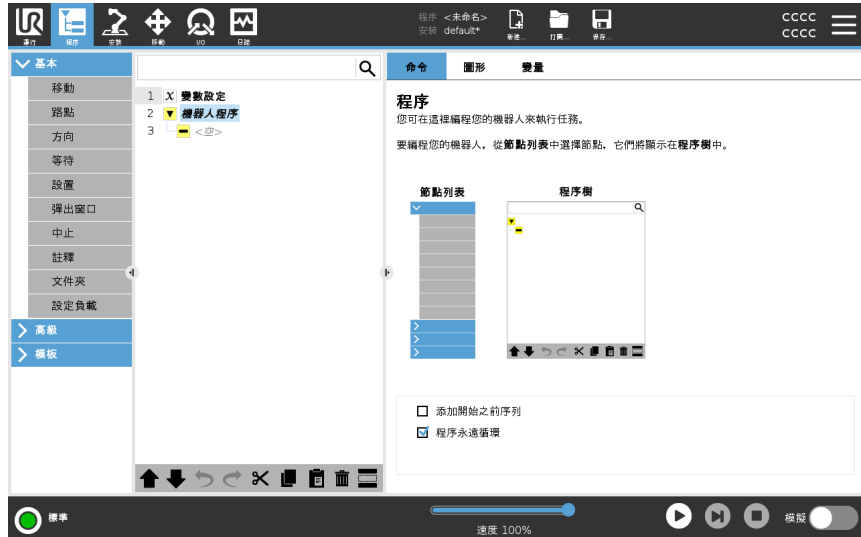 UR
運行
程序
安裝
移動
I/O
日誌
程序 <未命名>
安裝 default*
新建...
打開...
保存...
CCCC
CCCC
基本
移動
路點
方向
等待
設置
彈出窗口
中止
註釋
文件夾
設定負載
高級
模板
1 X 變數設定
2 機器人程序
3 <空>
命令 圖形 變量
程序
您可在這裡編程您的機器人來執行任務。
要編程您的機器人，從節點列表中選擇節點，它們將顯示在程序樹中。
節點列表
程序樹
添加開始之前序列
程序永遠循環
標準
速度 100%
模擬